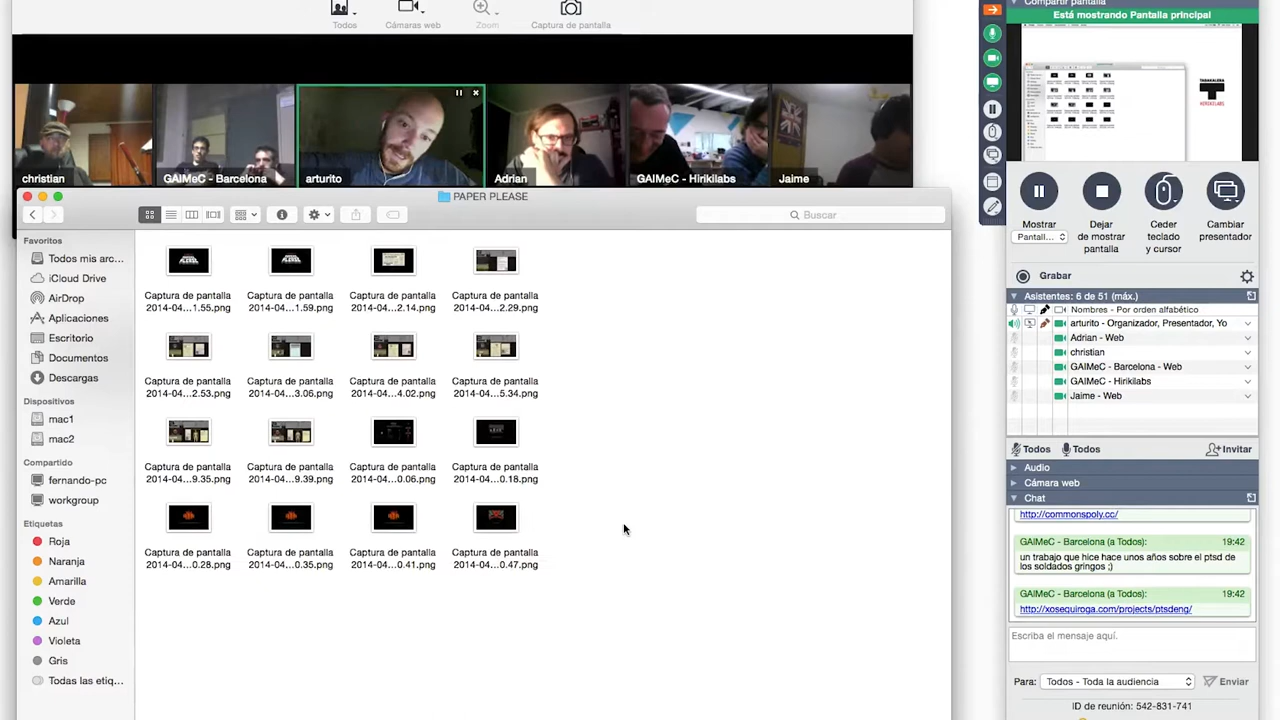 Todos
Cámaras web
Zoom
Captura de pantalla
christian
GAIMeC - Barcelona
arturito
Adrian
GAIMeC - Hirikilabs
Jaime
PAPER PLEASE
Buscar
Favoritos
Todos mis arc...
iCloud Drive
AirDrop
Aplicaciones
Escritorio
Documentos
Descargas
Dispositivos
mac1
mac2
Compartido
fernando-pc
workgroup
Etiquetas
Roja
Naranja
Amarilla
Verde
Azul
Violeta
Gris
Todas las etiq...
Captura de pantalla
2014-04...1.55.png
Captura de pantalla
2014-04...1.59.png
Captura de pantalla
2014-04...2.14.png
Captura de pantalla
2014-04...2.29.png
Captura de pantalla
2014-04...2.53.png
Captura de pantalla
2014-04...3.06.png
Captura de pantalla
2014-04...4.02.png
Captura de pantalla
2014-04...5.34.png
Captura de pantalla
2014-04...9.35.png
Captura de pantalla
2014-04...9.39.png
Captura de pantalla
2014-04...0.06.png
Captura de pantalla
2014-04...0.18.png
Captura de pantalla
2014-04...0.28.png
Captura de pantalla
2014-04...0.35.png
Captura de pantalla
2014-04...0.41.png
Captura de pantalla
2014-04...0.47.png
Compartir pantalla
Está mostrando Pantalla principal
TABAKALERA
HIRIKILABS
Mostrar
Pantall...
Dejar
de mostrar
pantalla
Ceder
teclado
y cursor
Cambiar
presentador
Grabar
Asistentes: 6 de 51 (máx.)
Nombres - Por orden alfabético
arturito - Organizador, Presentador, Yo
Adrian - Web
christian
GAIMeC - Barcelona - Web
GAIMeC - Hirikilabs
Jaime - Web
Todos
Todos
Invitar
Audio
Cámara web
Chat
http://commonspoly.cc/
GAIMeC - Barcelona (a Todos): 19:42
un trabajo que hice hace unos años sobre el ptsd de
los soldados gringos ;)
GAIMeC - Barcelona (a Todos): 19:42
http://xosequiroga.com/projects/ptsdeng/
Escriba el mensaje aquí.
Para: Todos - Toda la audiencia
Enviar
ID de reunión: 542-831-741